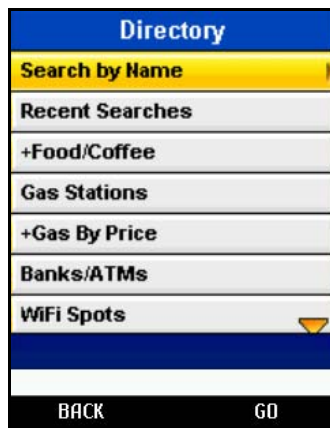 Directory
Search by Name
Recent Searches
+Food/Coffee
Gas Stations
+Gas By Price
Banks/ATMs
WiFi Spots
BACK GO